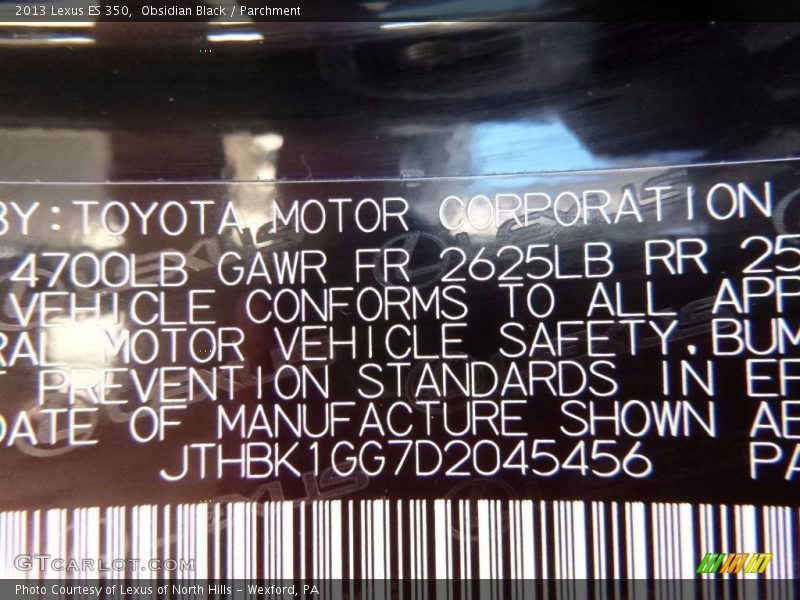 2013 Lexus ES 350, Obsidian Black / Parchment
BY:TOYOTA MOTOR CORPORATION
4700LB GAWR FR 2625LB RR 25
VEHICLE CONFORMS TO ALL APP
RAL MOTOR VEHICLE SAFETY, BUM
T PREVENTION STANDARDS IN EF
DATE OF MANUFACTURE SHOWN AB
JTHBK1GG7D2045456 PA
GTcarlot.com
Photo Courtesy of Lexus of North Hills – Wexford, PA